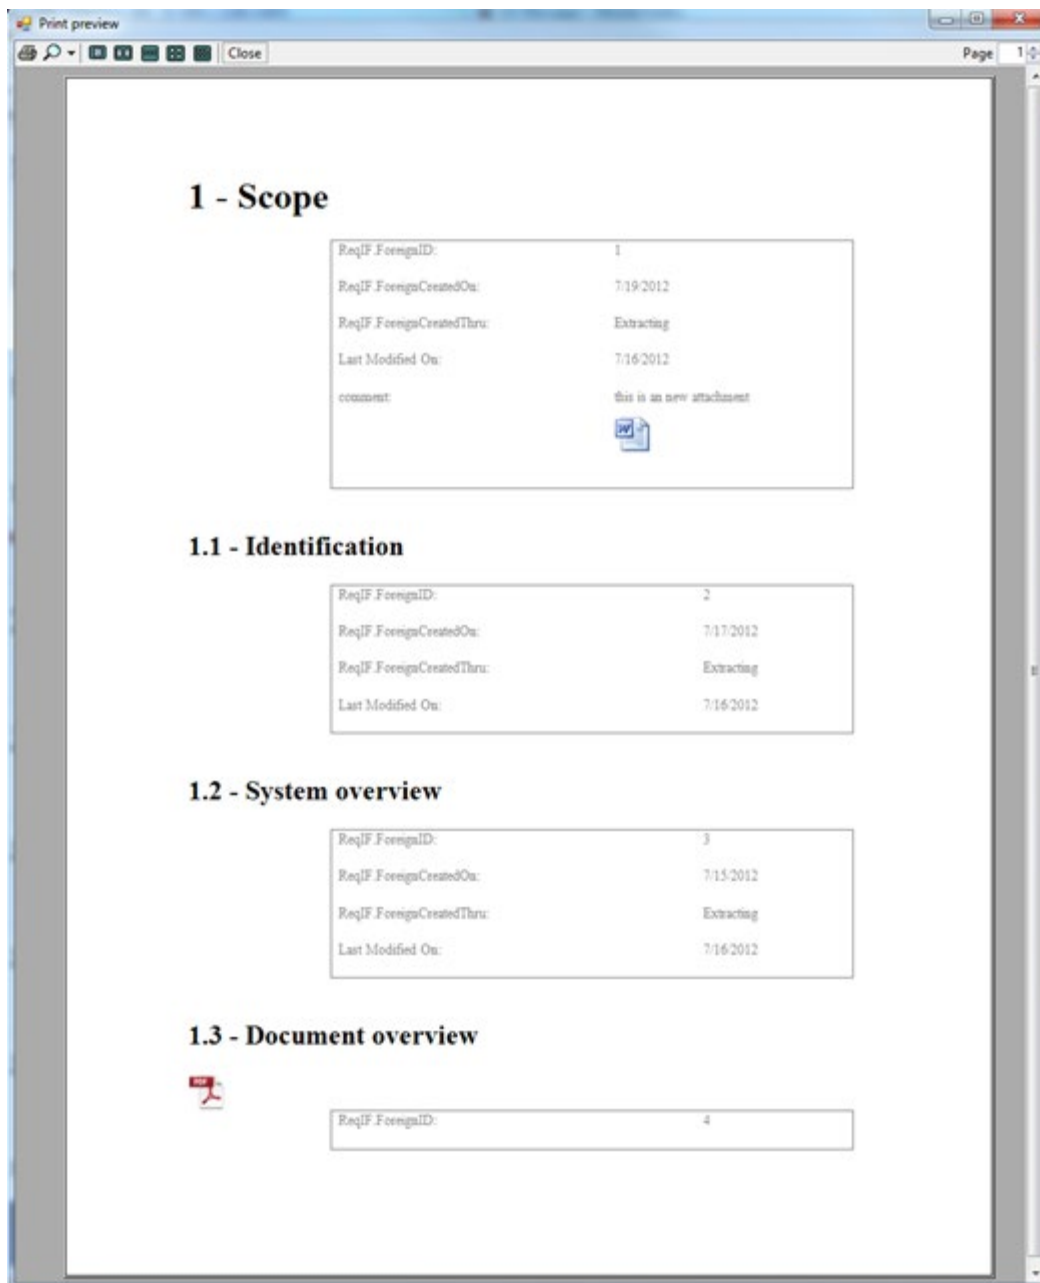 Print preview
Close Page 1
1 - Scope
ReqIF.ForeignID: 1
ReqIF.ForeignCreatedOn: 7/19/2012
ReqIF.ForeignCreatedThru: Extracting
Last Modified On: 7/16/2012
comment: this is an new attachment
1.1 - Identification
ReqIF.ForeignID: 2
ReqIF.ForeignCreatedOn: 7/17/2012
ReqIF.ForeignCreatedThru: Extracting
Last Modified On: 7/16/2012
1.2 - System overview
ReqIF.ForeignID: 3
ReqIF.ForeignCreatedOn: 7/15/2012
ReqIF.ForeignCreatedThru: Extracting
Last Modified On: 7/16/2012
1.3 - Document overview
PDF
ReqIF.ForeignID: 4